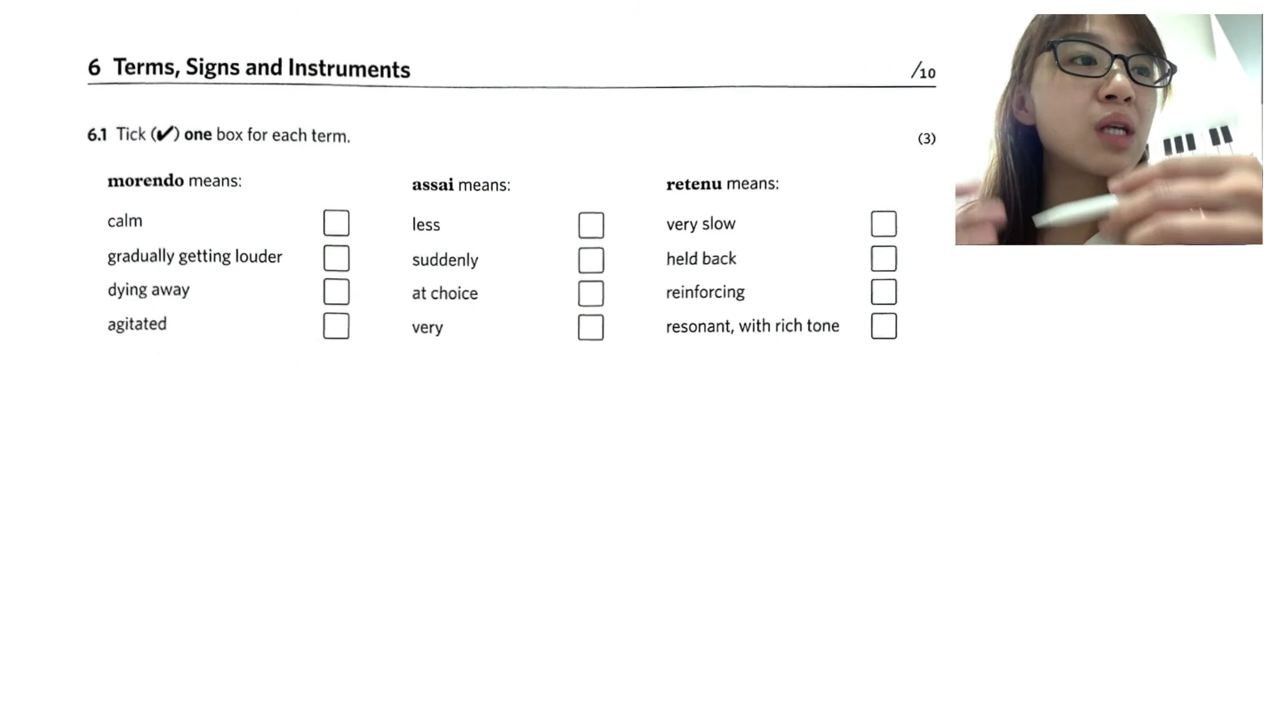 6 Terms, Signs and Instruments /10
6.1 Tick (✔) one box for each term. (3)
morendo means:
calm
gradually getting louder
dying away
agitated
assai means:
less
suddenly
at choice
very
retenu means:
very slow
held back
reinforcing
resonant, with rich tone